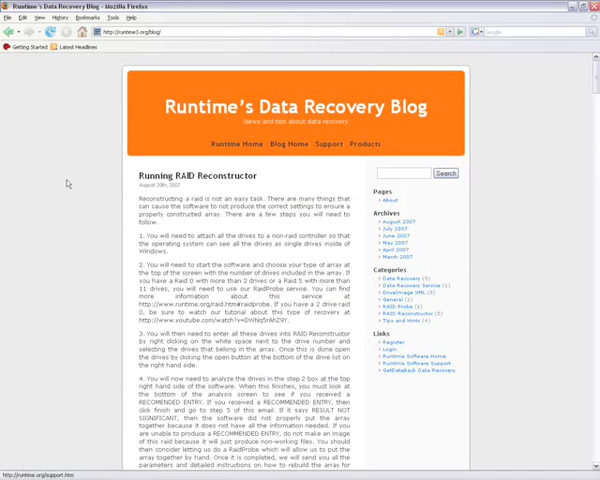 Runtime's Data Recovery Blog - Mozilla Firefox
File Edit View History Bookmarks Tools Help
http://runtime3.org/blog/
Google
Getting Started Latest Headlines
Runtime's Data Recovery Blog
News and tips about data recovery
Runtime Home Blog Home Support Products
Running RAID Reconstructor
August 29th, 2007
Reconstructing a raid is not an easy task. There are many things that
can cause the software to not produce the correct settings to ensure a
properly constructed array. There are a few steps you will need to
follow.
1. You will need to attach all the drives to a non-raid controller so that
the operating system can see all the drives as single drives inside of
Windows.
2. You will need to start the software and choose your type of array at
the top of the screen with the number of drives included in the array. If
you have a Raid 0 with more than 2 drives or a Raid 5 with more than
11 drives, you will need to use our RaidProbe service. You can find
more information about this service at
http://www.runtime.org/raid.htm#raidprobe. If you have a 2 drive raid
0, be sure to watch our tutorial about this type of recovery at
3. You will then need to enter all these drives into RAID Reconstructor
by right clicking on the white space next to the drive number and
selecting the drives that belong in the array. Once this is done open
the drives by clicking the open button at the bottom of the drive list on
the right hand side.
4. You will now need to analyze the drives in the step 2 box at the top
right hand side of the software. When this finishes, you must look at
the bottom of the analysis screen to see if you received a
RECOMENDED ENTRY. If you received a RECOMMENDED ENTRY, then
click finish and go to step 5 of this email. If it says RESULT NOT
SIGNIFICANT, then the software did not properly put the array
together because it does not have all the information needed. If you
are unable to produce a RECOMMENDED ENTRY, do not make an image
of this raid because it will just produce non-working files. You should
then consider letting us do a RaidProbe which will allow us to put the
array together by hand. Once it is completed, we will send you all the
parameters and detailed instructions on how to rebuild the array for
Search
Pages
About
Archives
August 2007
July 2007
June 2007
May 2007
April 2007
March 2007
Categories
Data Recovery (9)
Data Recovery Service (1)
DriveImage XML (5)
General (1)
RAID Probe (1)
RAID Reconstructor (5)
Tips and Hints (4)
Links
Register
Login
Runtime Software Home
Runtime Software Support
GetDataBack Data Recovery
http://runtime.org/support.htm